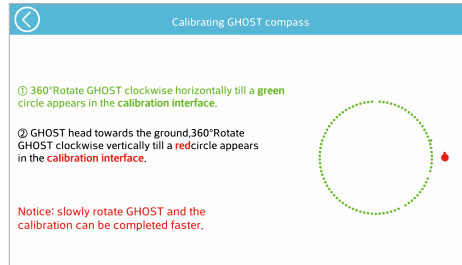 Calibrating GHOST compass
① 360°Rotate GHOST clockwise horizontally till a green
circle appears in the calibration interface.
② GHOST head towards the ground,360°Rotate
GHOST clockwise vertically till a redcircle appears
in the calibration interface.
Notice: slowly rotate GHOST and the
calibration can be completed faster.